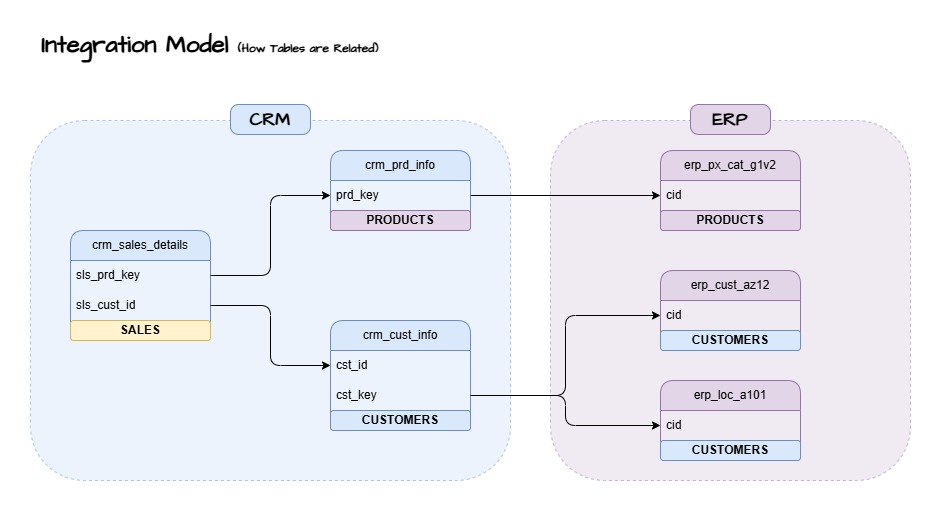 Integration Model (How Tables are Related)
CRM
crm_prd_info
prd_key
PRODUCTS
crm_sales_details
sls_prd_key
sls_cust_id
SALES
crm_cust_info
cst_id
cst_key
CUSTOMERS
ERP
erp_px_cat_g1v2
cid
PRODUCTS
erp_cust_az12
cid
CUSTOMERS
erp_loc_a101
cid
CUSTOMERS